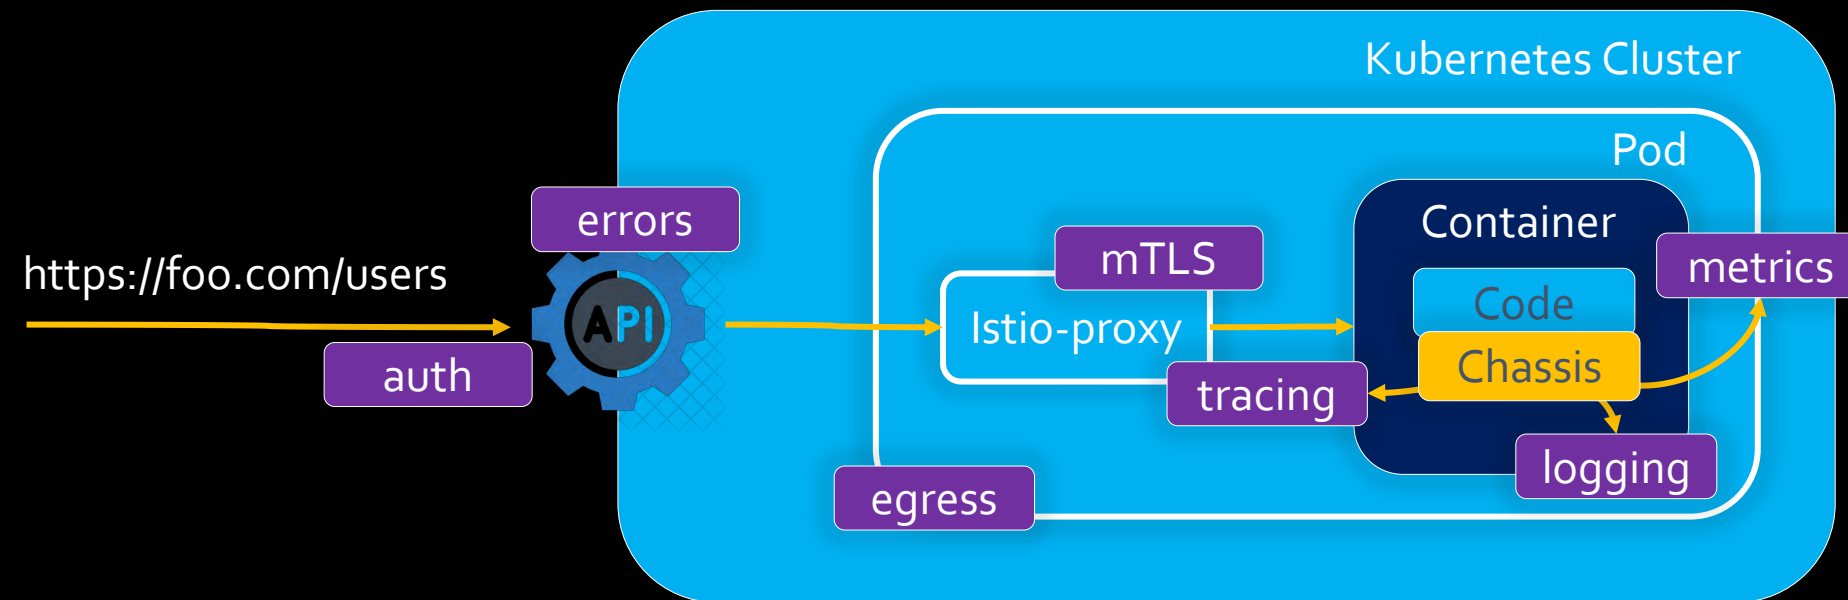 Kubernetes Cluster
Pod
errors
Container
mTLS
metrics
https://foo.com/users
Code
API
Istio-proxy
Chassis
auth
tracing
logging
egress